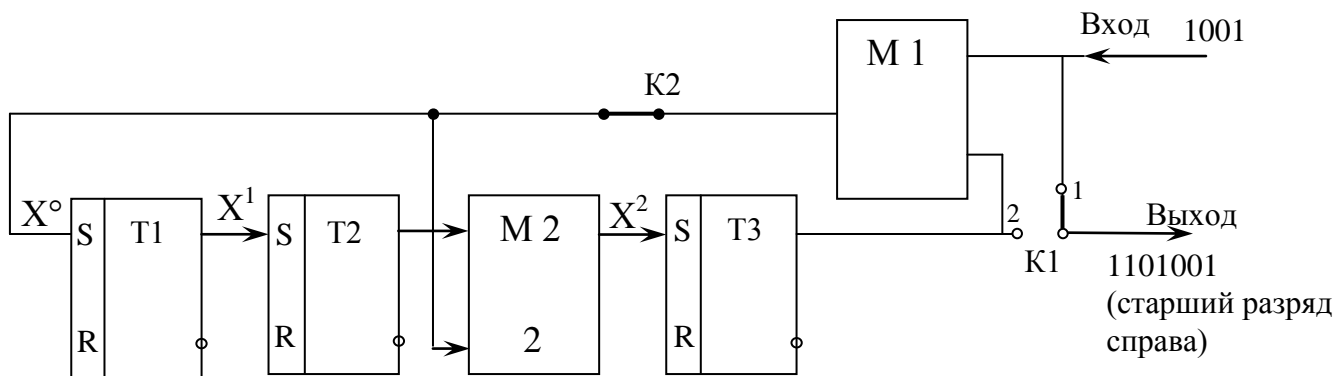 Вход 1001
М 1
К2
X° S T1 X¹ S T2 М 2 X² S T3 2 1 Выход
К1
R R 2 R
1101001
(старший разряд
справа)